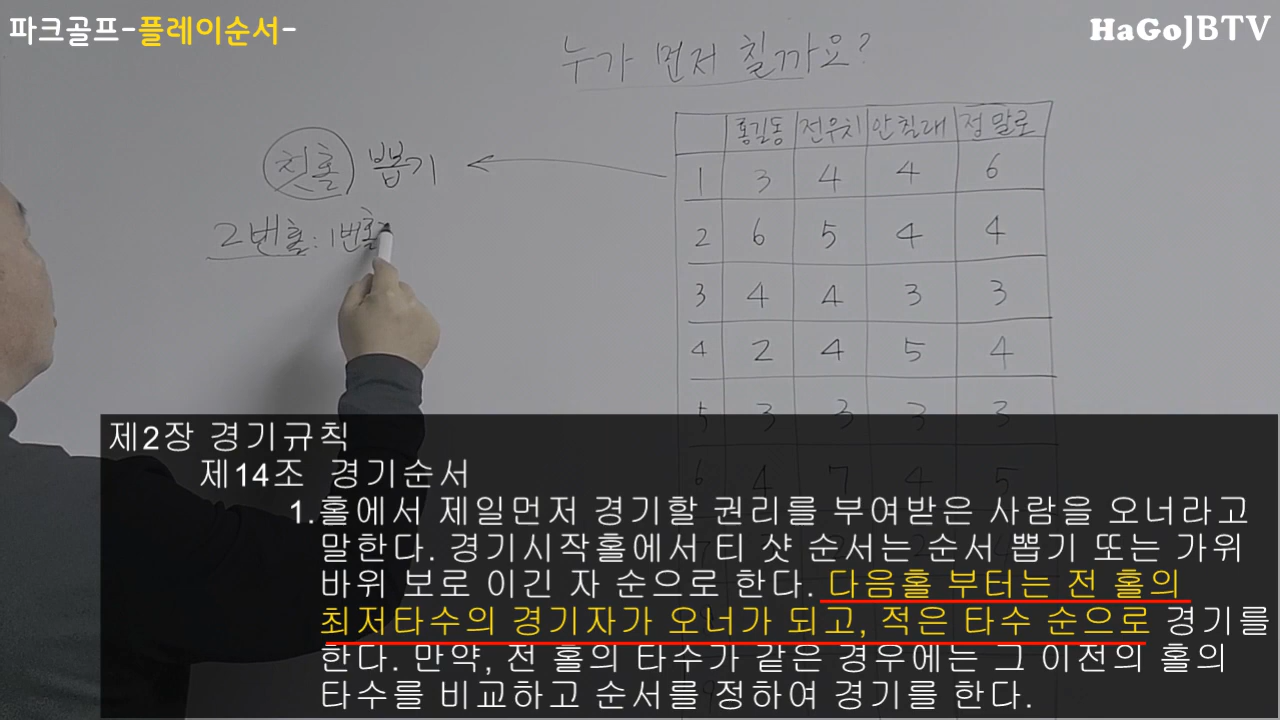 파크골프-플레이순서-
HaGoJBTV
누가 먼저 칠까요?
첫홀 뽑기
2번홀 : 1번홀
홍길동 전우치 안칠래 정말로
1 3 4 4 6
2 6 5 4 4
3 4 4 3 3
4 2 4 5 4
5 3 3 3 3
6 4 7 4 5
제2장 경기규칙
제14조 경기순서
1.홀에서 제일먼저 경기할 권리를 부여받은 사람을 오너라고
말한다. 경기시작홀에서 티 샷 순서는 순서 뽑기 또는 가위
바위 보로 이긴 자 순으로 한다. 다음홀 부터는 전 홀의
최저타수의 경기자가 오너가 되고, 적은 타수 순으로 경기를
한다. 만약, 전 홀의 타수가 같은 경우에는 그 이전의 홀의
타수를 비교하고 순서를 정하여 경기를 한다.